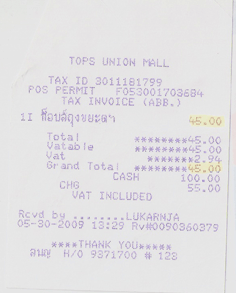 TOPS UNION MALL
TAX ID 3011181799
POS PERMIT F053001703684
TAX INVOICE (ABB.)
1I ท็อปส์ถุงขยะดำ 45.00
Total ********45.00
Vatable ********45.00
Vat *******2.94
Grand Total *******45.00
CASH 100.00
CHG 55.00
VAT INCLUDED
Rcvd by ........LUKARNJA
05-30-2009 13:29 Rv#0090360379
****THANK YOU*****
H/O 9371700 # 123